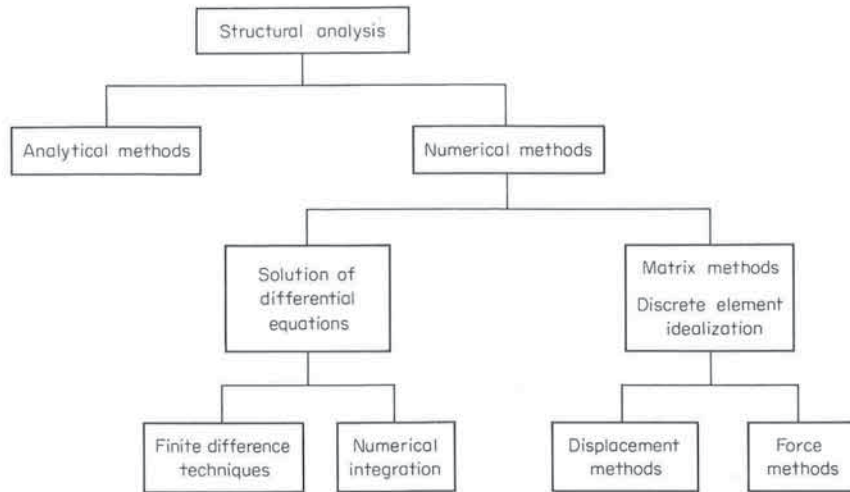 Structural analysis
Analytical methods
Numerical methods
Solution of
differential
equations
Matrix methods
Discrete element
idealization
Finite difference
techniques
Numerical
integration
Displacement
methods
Force
methods